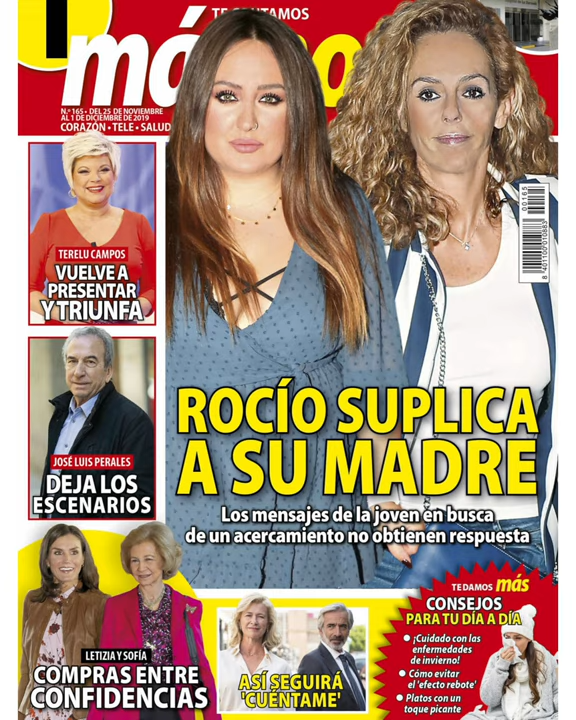 TE CONTAMOS
más
N.º 165 • DEL 25 DE NOVIEMBRE
AL 1 DE DICIEMBRE DE 2019
CORAZÓN • TELE • SALUD
00165
8 407107 010683
TERELU CAMPOS
VUELVE A
PRESENTAR
Y TRIUNFA
JOSÉ LUIS PERALES
DEJA LOS
ESCENARIOS
ROCÍO SUPLICA
A SU MADRE
Los mensajes de la joven en busca
de un acercamiento no obtienen respuesta
LETIZIA Y SOFÍA
COMPRAS ENTRE
CONFIDENCIAS
ASÍ SEGUIRÁ
'CUÉNTAME'
TE DAMOS más
CONSEJOS
PARA TU DÍA A DÍA
• ¡Cuidado con las
enfermedades
de invierno!
• Cómo evitar
el 'efecto rebote'
• Platos con un
toque picante